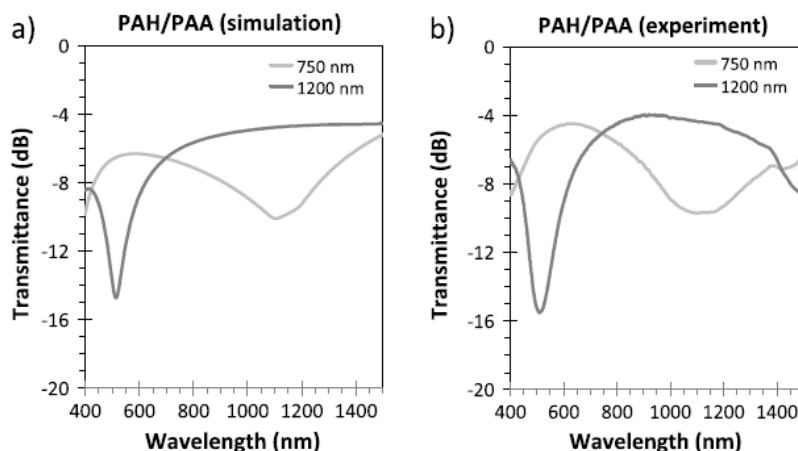 a)
PAH/PAA (simulation)
0
-4
-8
-12
-16
-20
Transmittance (dB)
750 nm
1200 nm
400 600 800 1000 1200 1400
Wavelength (nm)
b)
PAH/PAA (experiment)
0
-4
-8
-12
-16
-20
Transmittance (dB)
750 nm
1200 nm
400 600 800 1000 1200 1400
Wavelength (nm)